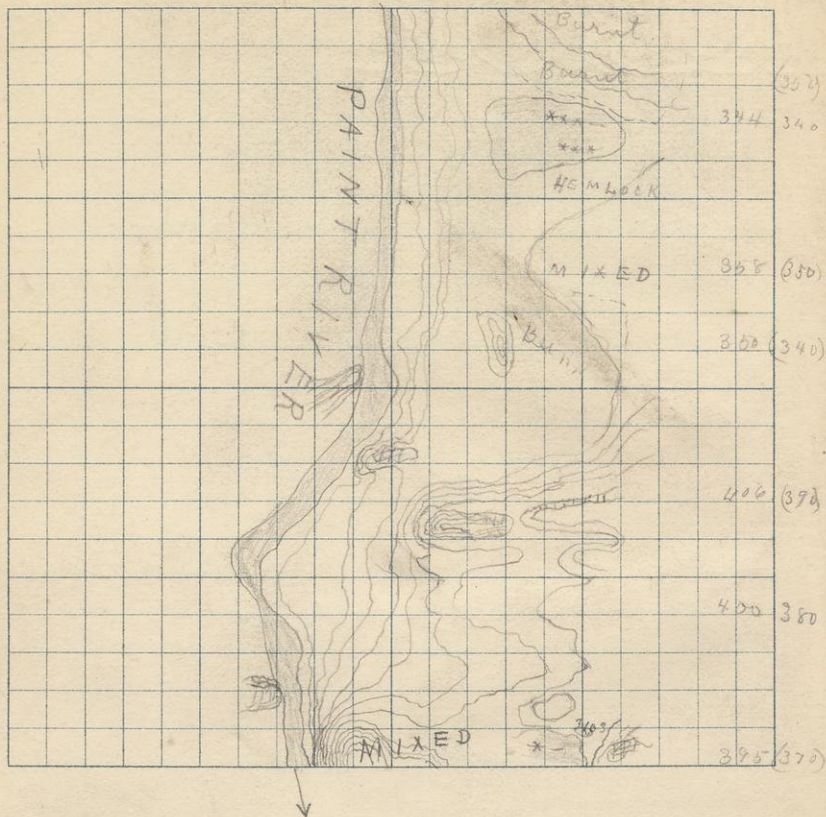 Burnt.
Burnt
(352)
344 340
PAINT RIVER
HEMLOCK
MIXED
358 (350)
350 (340)
406 (390)
400 380
MIXED
395 (370)